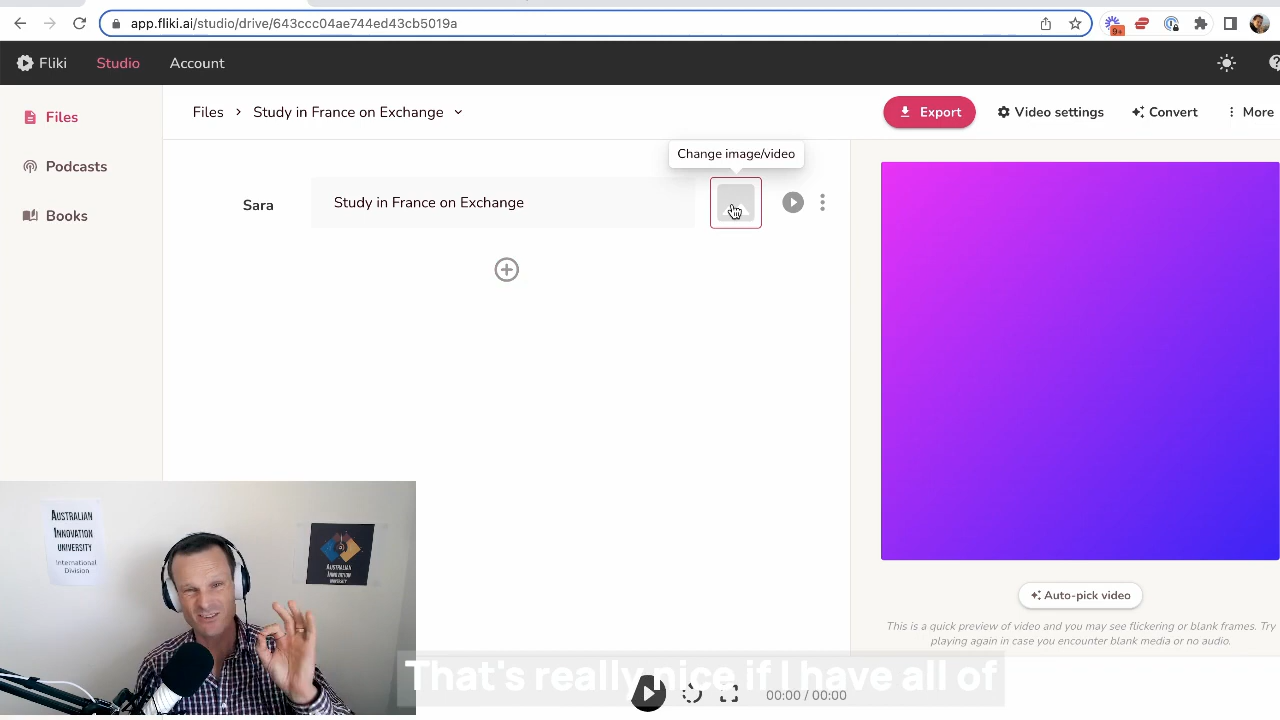 app.fliki.ai/studio/drive/643ccc04ae744ed43cb5019a
9+
Fliki
Studio
Account
Files
Podcasts
Books
Files > Study in France on Exchange
Export
Video settings
Convert
More
Change image/video
Sara
Study in France on Exchange
Auto-pick video
This is a quick preview of video and you may see flickering or blank frames. Try
playing again in case you encounter blank media or no audio.
AUSTRALIAN
INNOVATION
UNIVERSITY
International
Division
AUSTRALIAN
INNOVATION
UNIVERSITY
That's really nice if I have all of
00:00 / 00:00